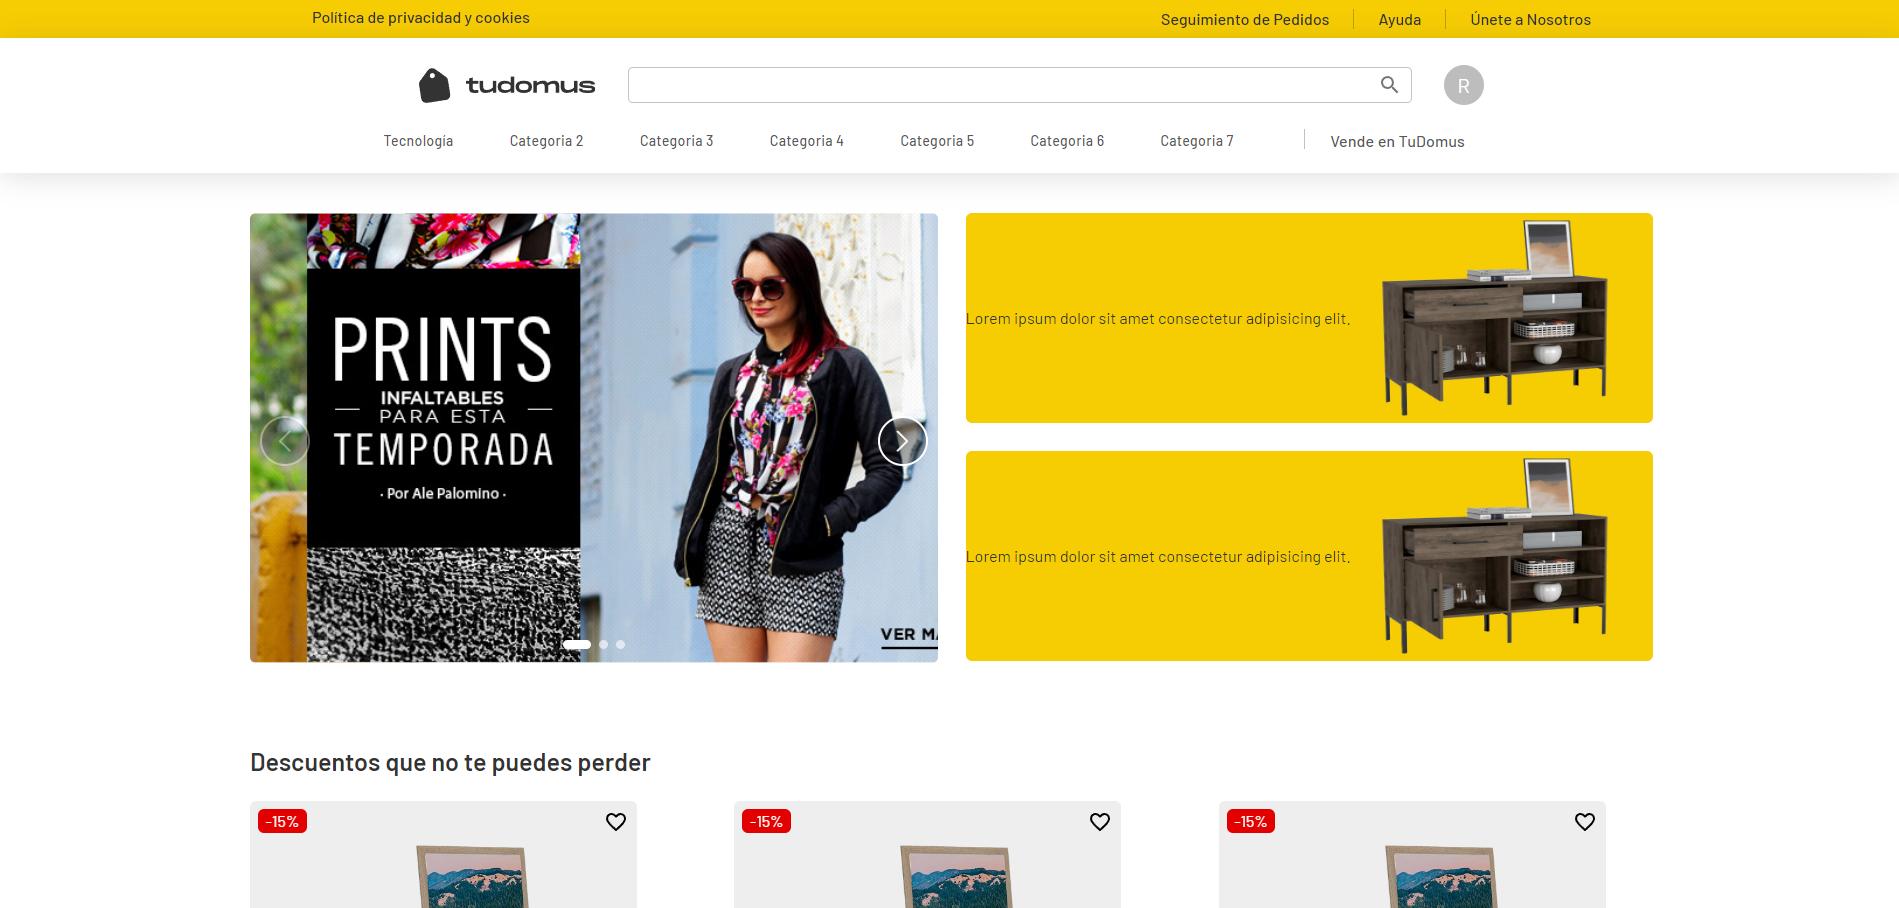 Política de privacidad y cookies
Seguimiento de Pedidos
Ayuda
Únete a Nosotros
tudomus
R
Tecnología
Categoria 2
Categoria 3
Categoria 4
Categoria 5
Categoria 6
Categoria 7
Vende en TuDomus
PRINTS
INFALTABLES
PARA ESTA
TEMPORADA
· Por Ale Palomino ·
VER MA
Lorem ipsum dolor sit amet consectetur adipisicing elit.
Lorem ipsum dolor sit amet consectetur adipisicing elit.
Descuentos que no te puedes perder
-15%
-15%
-15%